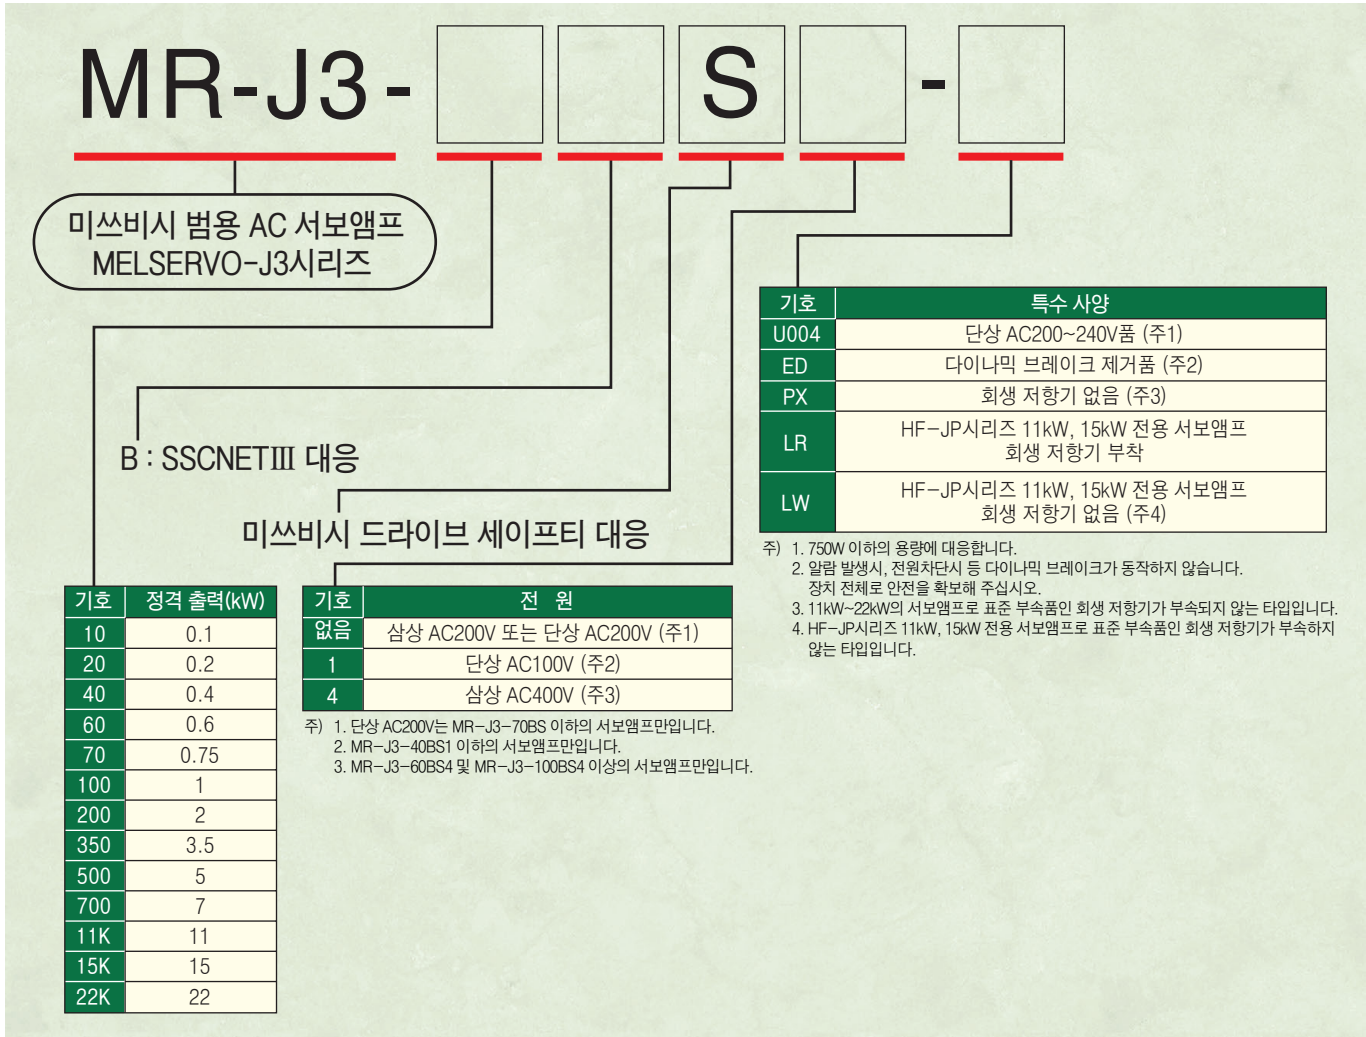 MR-J3- S -
미쓰비시 범용 AC 서보앰프
MELSERVO-J3시리즈
B : SSCNETⅢ 대응
미쓰비시 드라이브 세이프티 대응
기호 정격 출력(kW)
10 0.1
20 0.2
40 0.4
60 0.6
70 0.75
100 1
200 2
350 3.5
500 5
700 7
11K 11
15K 15
22K 22
기호 전 원
없음 삼상 AC200V 또는 단상 AC200V (주1)
1 단상 AC100V (주2)
4 삼상 AC400V (주3)
주) 1. 단상 AC200V는 MR-J3-70BS 이하의 서보앰프만입니다.
2. MR-J3-40BS1 이하의 서보앰프만입니다.
3. MR-J3-60BS4 및 MR-J3-100BS4 이상의 서보앰프만입니다.
기호 특수 사양
U004 단상 AC200~240V품 (주1)
ED 다이나믹 브레이크 제거품 (주2)
PX 회생 저항기 없음 (주3)
LR HF-JP시리즈 11kW, 15kW 전용 서보앰프
회생 저항기 부착
LW HF-JP시리즈 11kW, 15kW 전용 서보앰프
회생 저항기 없음 (주4)
주) 1. 750W 이하의 용량에 대응합니다.
2. 알람 발생시, 전원차단시 등 다이나믹 브레이크가 동작하지 않습니다.
장치 전체로 안전을 확보해 주십시오.
3. 11kW~22kW의 서보앰프로 표준 부속품인 회생 저항기가 부속되지 않는 타입입니다.
4. HF-JP시리즈 11kW, 15kW 전용 서보앰프로 표준 부속품인 회생 저항기가 부속하지
않는 타입입니다.